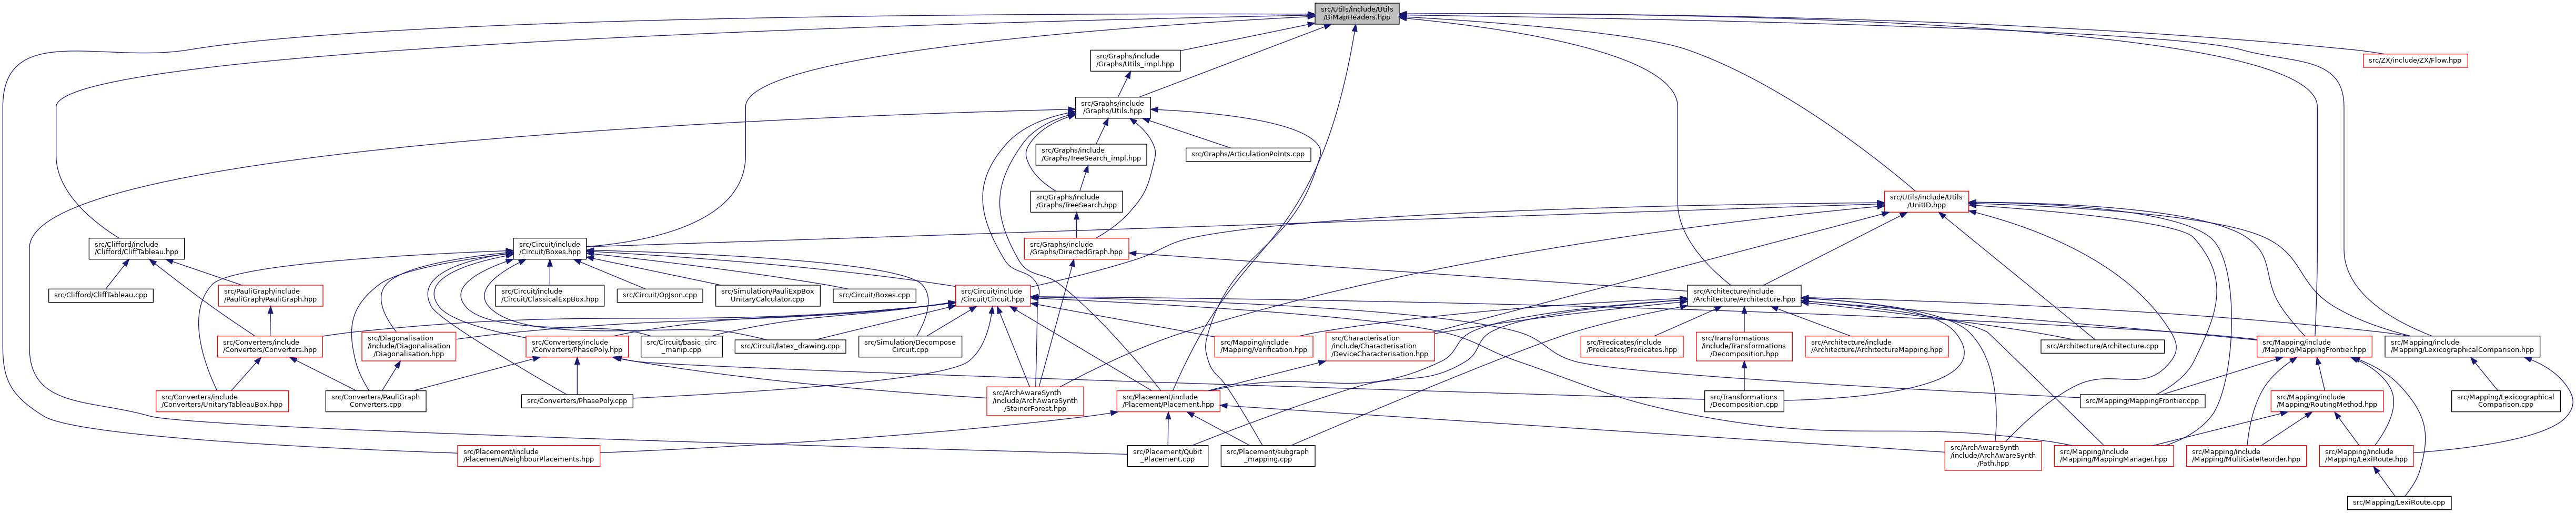 src/Utils/include/Utils
/BiMapHeaders.hpp
src/Graphs/include
/Graphs/Utils_impl.hpp
src/ZX/include/ZX/Flow.hpp
src/Graphs/include
/Graphs/Utils.hpp
src/Graphs/include
/Graphs/TreeSearch_impl.hpp
src/Graphs/ArticulationPoints.cpp
src/Graphs/include
/Graphs/TreeSearch.hpp
src/Utils/include/Utils
/UnitID.hpp
src/Clifford/include
/Clifford/CliffTableau.hpp
src/Circuit/include
/Circuit/Boxes.hpp
src/Graphs/include
/Graphs/DirectedGraph.hpp
src/Clifford/CliffTableau.cpp
src/PauliGraph/include
/PauliGraph/PauliGraph.hpp
src/Circuit/include
/Circuit/ClassicalExpBox.hpp
src/Circuit/OpJson.cpp
src/Simulation/PauliExpBox
UnitaryCalculator.cpp
src/Circuit/Boxes.cpp
src/Circuit/include
/Circuit/Circuit.hpp
src/Architecture/include
/Architecture/Architecture.hpp
src/Converters/include
/Converters/Converters.hpp
src/Diagonalisation
/include/Diagonalisation
/Diagonalisation.hpp
src/Converters/include
/Converters/PhasePoly.hpp
src/Circuit/basic_circ
_manip.cpp
src/Circuit/latex_drawing.cpp
src/Simulation/Decompose
Circuit.cpp
src/Mapping/include
/Mapping/Verification.hpp
src/Characterisation
/include/Characterisation
/DeviceCharacterisation.hpp
src/Predicates/include
/Predicates/Predicates.hpp
src/Transformations
/include/Transformations
/Decomposition.hpp
src/Architecture/include
/Architecture/ArchitectureMapping.hpp
src/Architecture/Architecture.cpp
src/Mapping/include
/Mapping/MappingFrontier.hpp
src/Mapping/include
/Mapping/LexicographicalComparison.hpp
src/Converters/include
/Converters/UnitaryTableauBox.hpp
src/Converters/PauliGraph
Converters.cpp
src/Converters/PhasePoly.cpp
src/ArchAwareSynth
/include/ArchAwareSynth
/SteinerForest.hpp
src/Placement/include
/Placement/Placement.hpp
src/Transformations
/Decomposition.cpp
src/Mapping/MappingFrontier.cpp
src/Mapping/include
/Mapping/RoutingMethod.hpp
src/Mapping/Lexicographical
Comparison.cpp
src/Placement/include
/Placement/NeighbourPlacements.hpp
src/Placement/Qubit
_Placement.cpp
src/Placement/subgraph
_mapping.cpp
src/ArchAwareSynth
/include/ArchAwareSynth
/Path.hpp
src/Mapping/include
/Mapping/MappingManager.hpp
src/Mapping/include
/Mapping/MultiGateReorder.hpp
src/Mapping/include
/Mapping/LexiRoute.hpp
src/Mapping/LexiRoute.cpp